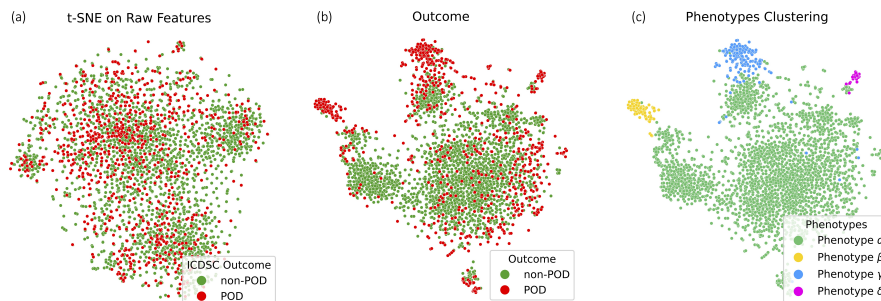 (a) t-SNE on Raw Features
ICDSC Outcome
non-POD
POD
(b) Outcome
Outcome
non-POD
POD
(c) Phenotypes Clustering
Phenotypes
Phenotype α
Phenotype β
Phenotype γ
Phenotype δ